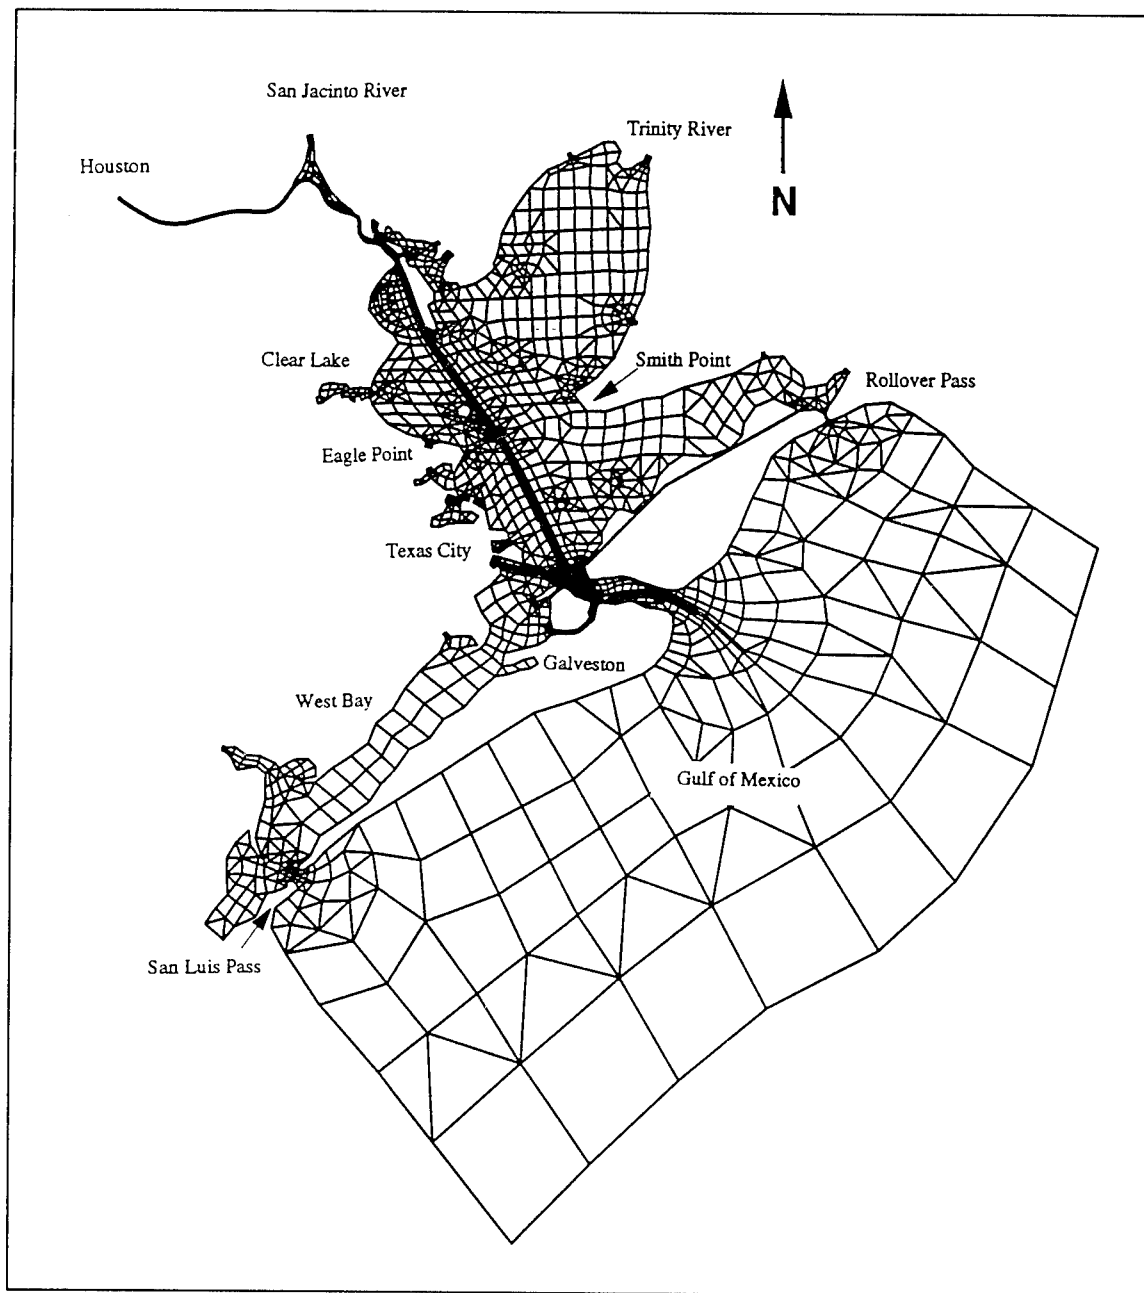 San Jacinto River
Trinity River
Houston
N
Smith Point
Clear Lake
Rollover Pass
Eagle Point
Texas City
Galveston
West Bay
Gulf of Mexico
San Luis Pass